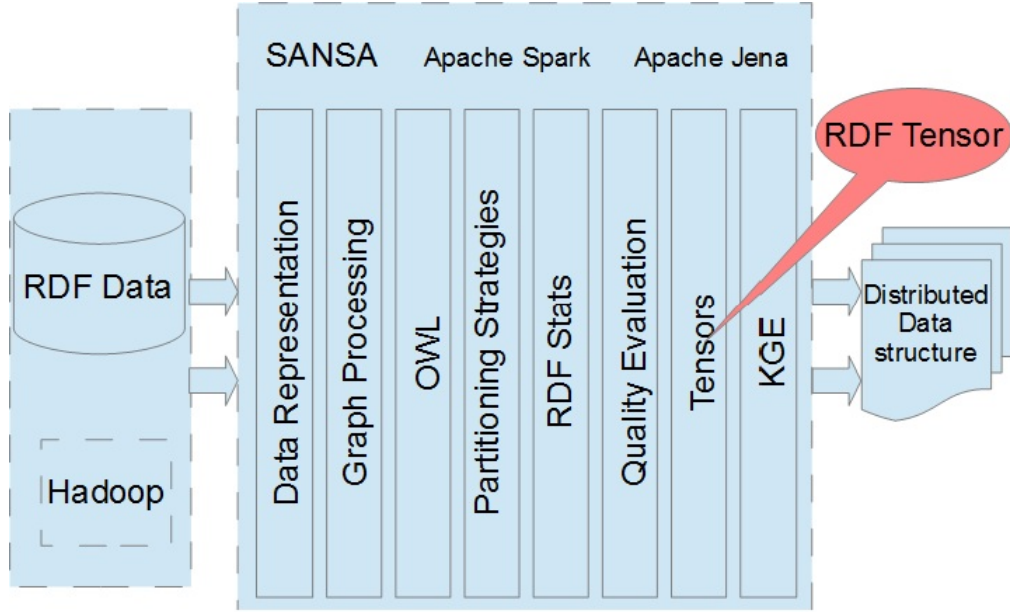 SANSA
Apache Spark
Apache Jena
RDF Tensor
RDF Data
Hadoop
Data Representation
Graph Processing
OWL
Partitioning Strategies
RDF Stats
Quality Evaluation
Tensors
KGE
Distributed
Data
structure